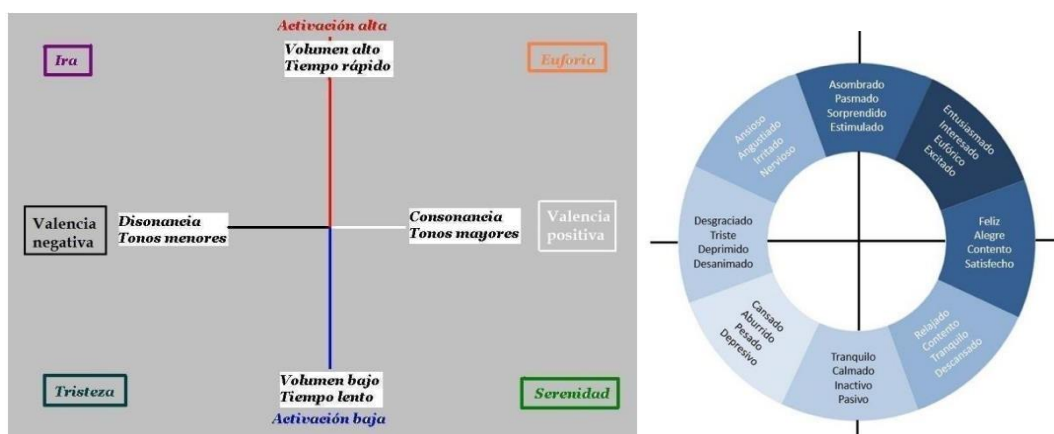 Activación alta
Ira
Volumen alto
Tiempo rápido
Euforia
Valencia
negativa
Disonancia
Tonos menores
Consonancia
Tonos mayores
Valencia
positiva
Tristeza
Volumen bajo
Tiempo lento
Serenidad
Activación baja
Asombrado
Pasmado
Sorprendido
Estimulado
Entusiasmado
Interesado
Eufórico
Excitado
Feliz
Alegre
Contento
Satisfecho
Relajado
Contento
Tranquilo
Descansado
Tranquilo
Calmado
Inactivo
Pasivo
Cansado
Aburrido
Pesado
Depresivo
Desgraciado
Triste
Deprimido
Desanimado
Ansioso
Angustiado
Irritado
Nervioso